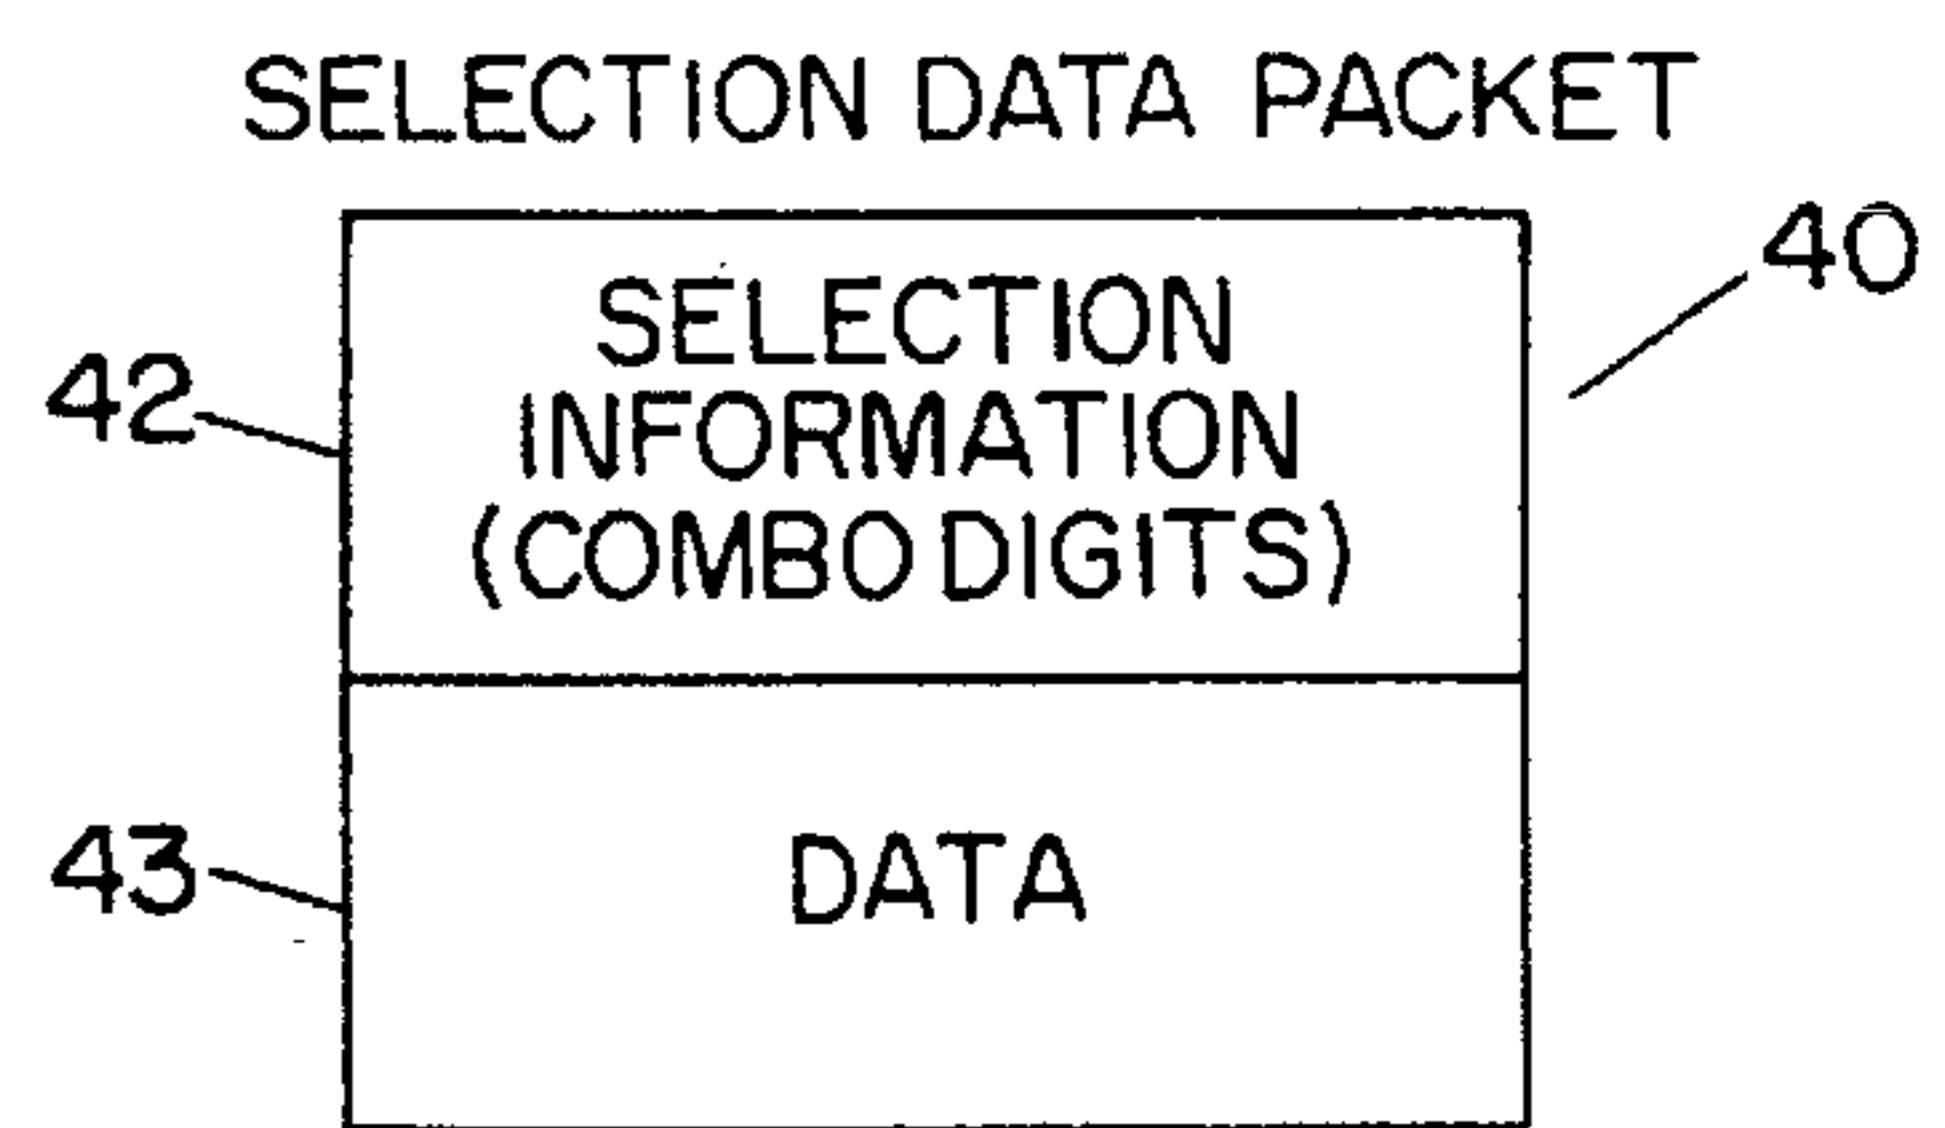 SELECTION DATA PACKET
40
SELECTION
INFORMATION
(COMBO DIGITS)
42
DATA
43